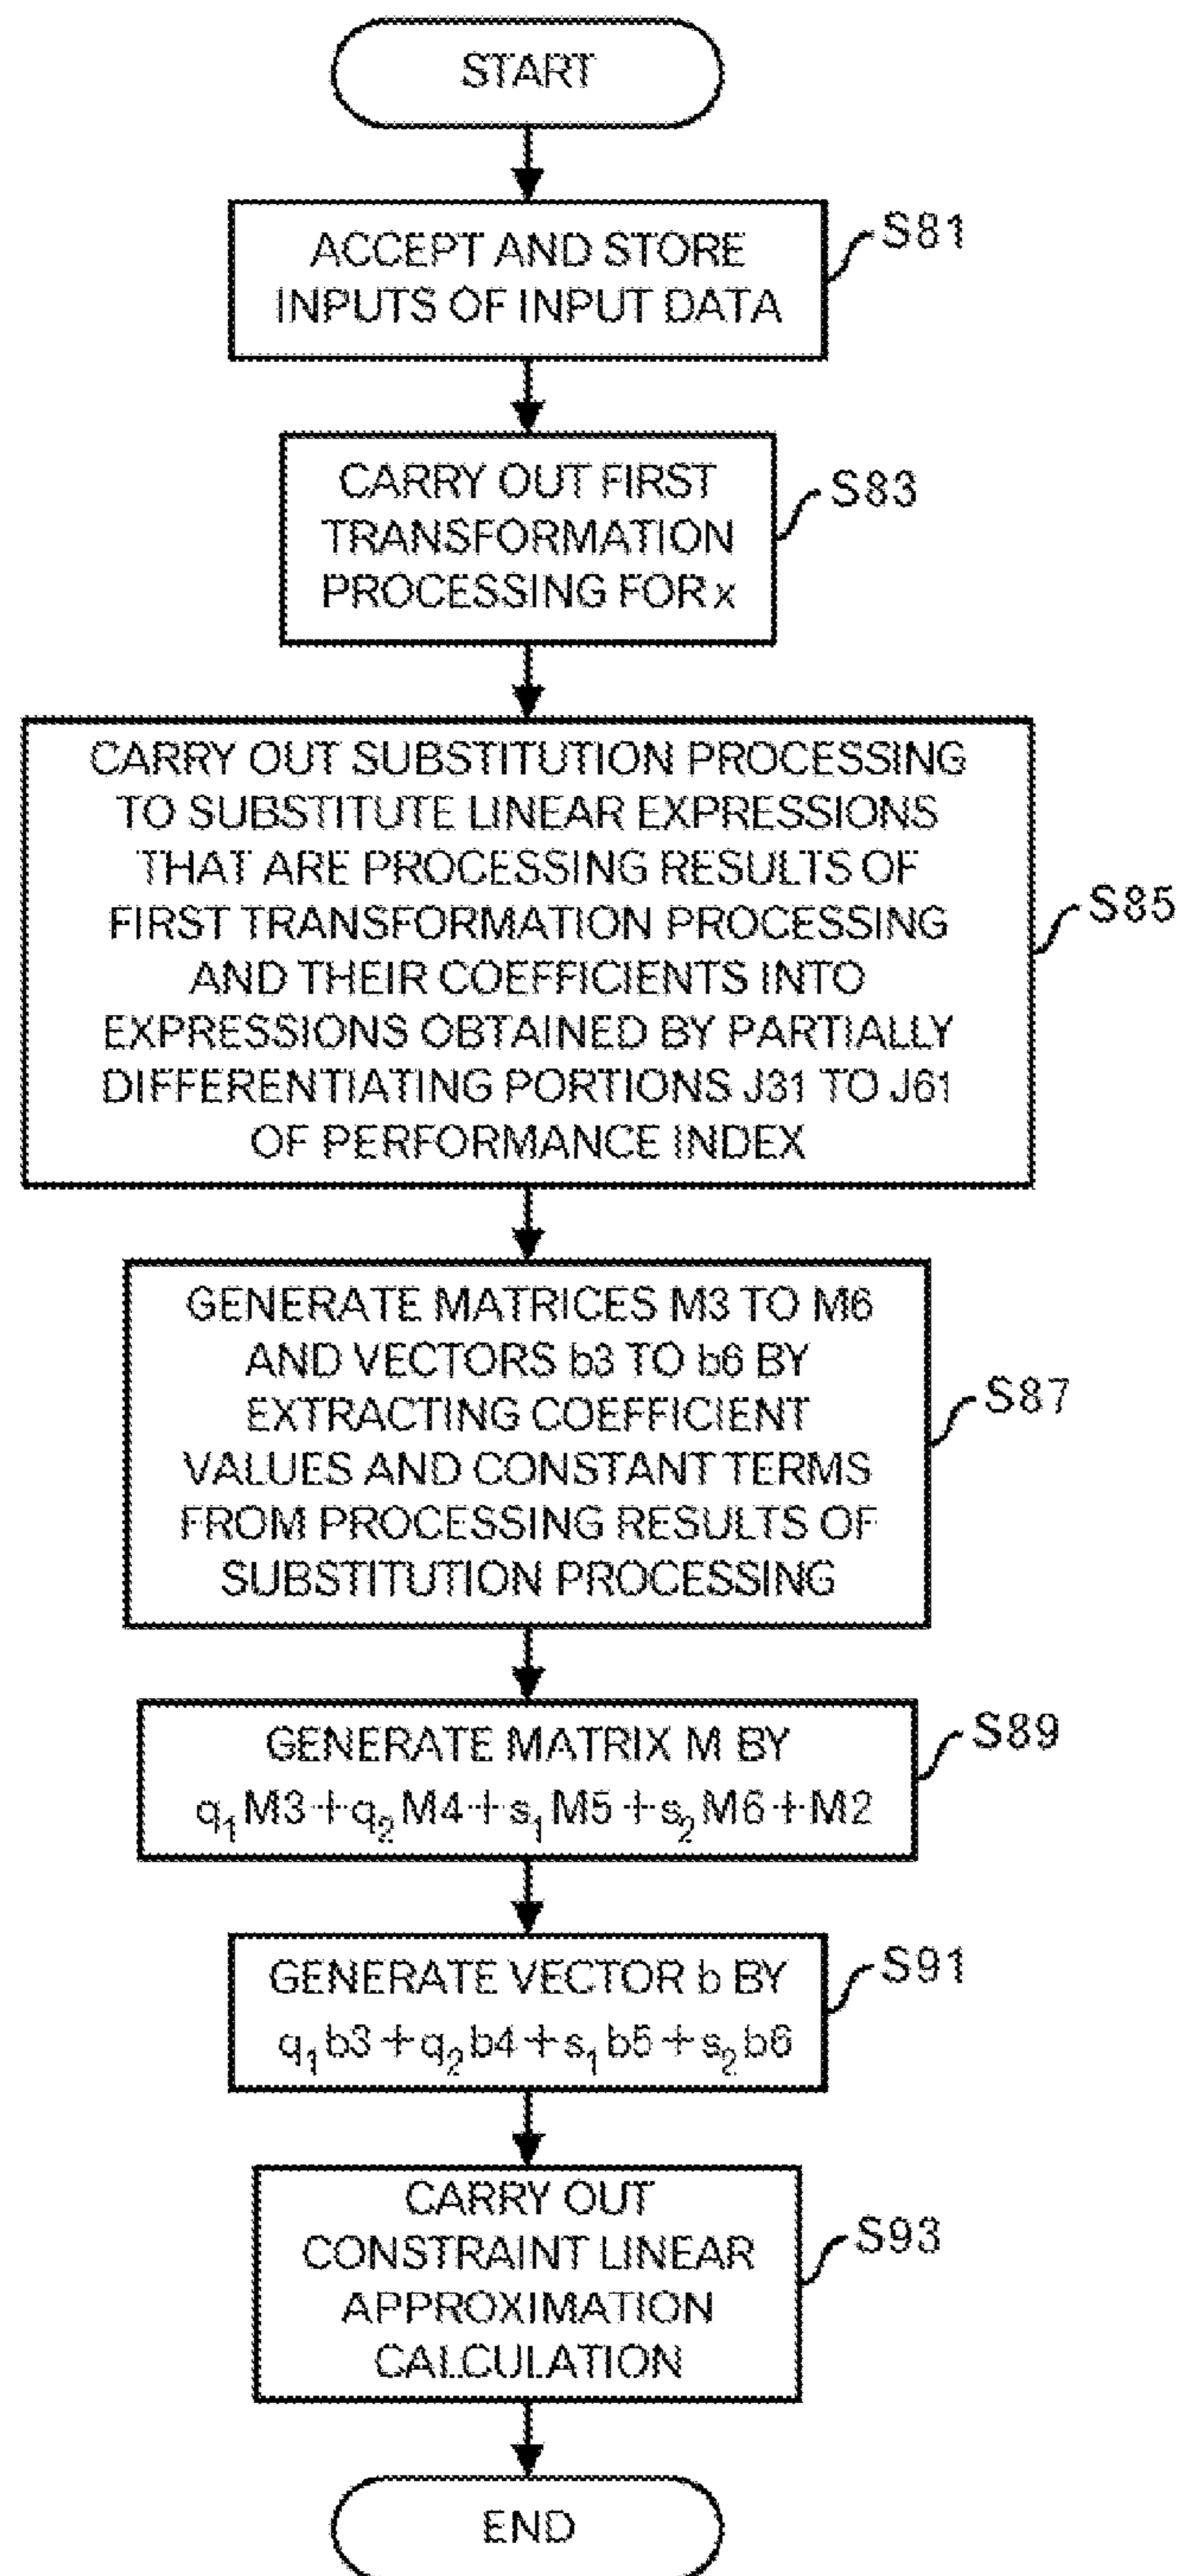 START
ACCEPT AND STORE
INPUTS OF INPUT DATA
S81
CARRY OUT FIRST
TRANSFORMATION
PROCESSING FOR x
S83
CARRY OUT SUBSTITUTION PROCESSING
TO SUBSTITUTE LINEAR EXPRESSIONS
THAT ARE PROCESSING RESULTS OF
FIRST TRANSFORMATION PROCESSING
AND THEIR COEFFICIENTS INTO
EXPRESSIONS OBTAINED BY PARTIALLY
DIFFERENTIATING PORTIONS J31 TO J61
OF PERFORMANCE INDEX
S85
GENERATE MATRICES M3 TO M6
AND VECTORS b3 TO b6 BY
EXTRACTING COEFFICIENT
VALUES AND CONSTANT TERMS
FROM PROCESSING RESULTS OF
SUBSTITUTION PROCESSING
S87
GENERATE MATRIX M BY
q₁M3+q₂M4+s₁M5+s₂M6+M2
S89
GENERATE VECTOR b BY
q₁b3+q₂b4+s₁b5+s₂b6
S91
CARRY OUT
CONSTRAINT LINEAR
APPROXIMATION
CALCULATION
S93
END